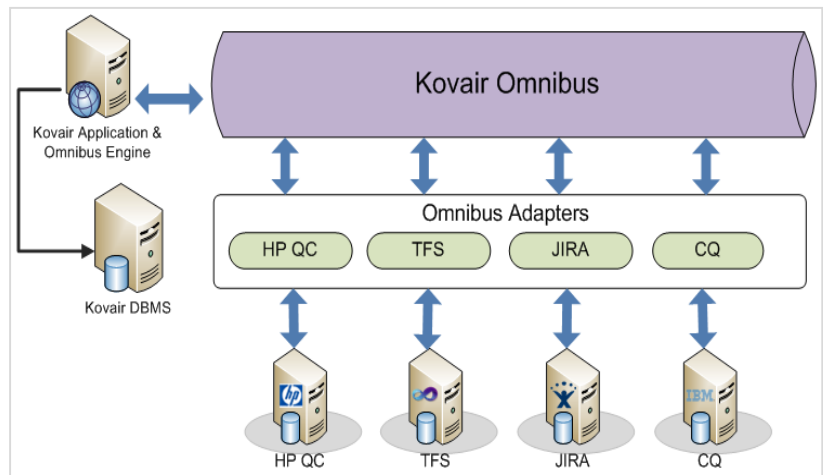 Kovair Omnibus
Kovair Application &
Omnibus Engine
Omnibus Adapters
HP QC
TFS
JIRA
CQ
Kovair DBMS
hp
IBM
HP QC
TFS
JIRA
CQ